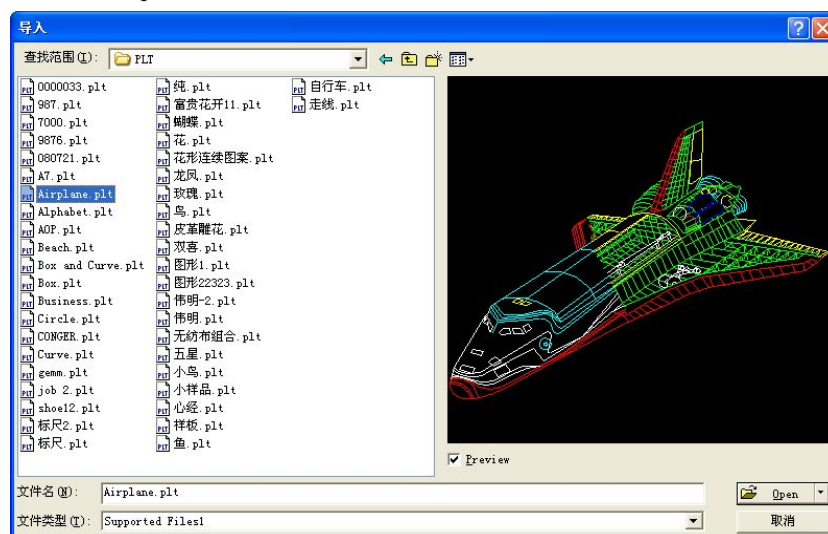 导入
查找范围(I): PLT
0000033.plt
987.plt
7000.plt
9876.plt
080721.plt
A7.plt
Airplane.plt
Alphabet.plt
AOP.plt
Beach.plt
Box and Curve.plt
Box.plt
Business.plt
Circle.plt
CONGER.plt
Curve.plt
gemm.plt
job 2.plt
shoe12.plt
标尺2.plt
标尺.plt
纯.plt
富贵花开11.plt
蝴蝶.plt
花.plt
花形连续图案.plt
龙凤.plt
玫瑰.plt
鸟.plt
皮革雕花.plt
双喜.plt
图形1.plt
图形22323.plt
伟明-2.plt
伟明.plt
无纺布组合.plt
五星.plt
小鸟.plt
小样品.plt
心经.plt
样板.plt
鱼.plt
自行车.plt
走线.plt
Preview
文件名(N): Airplane.plt
Open
文件类型(T): Supported Files1
取消